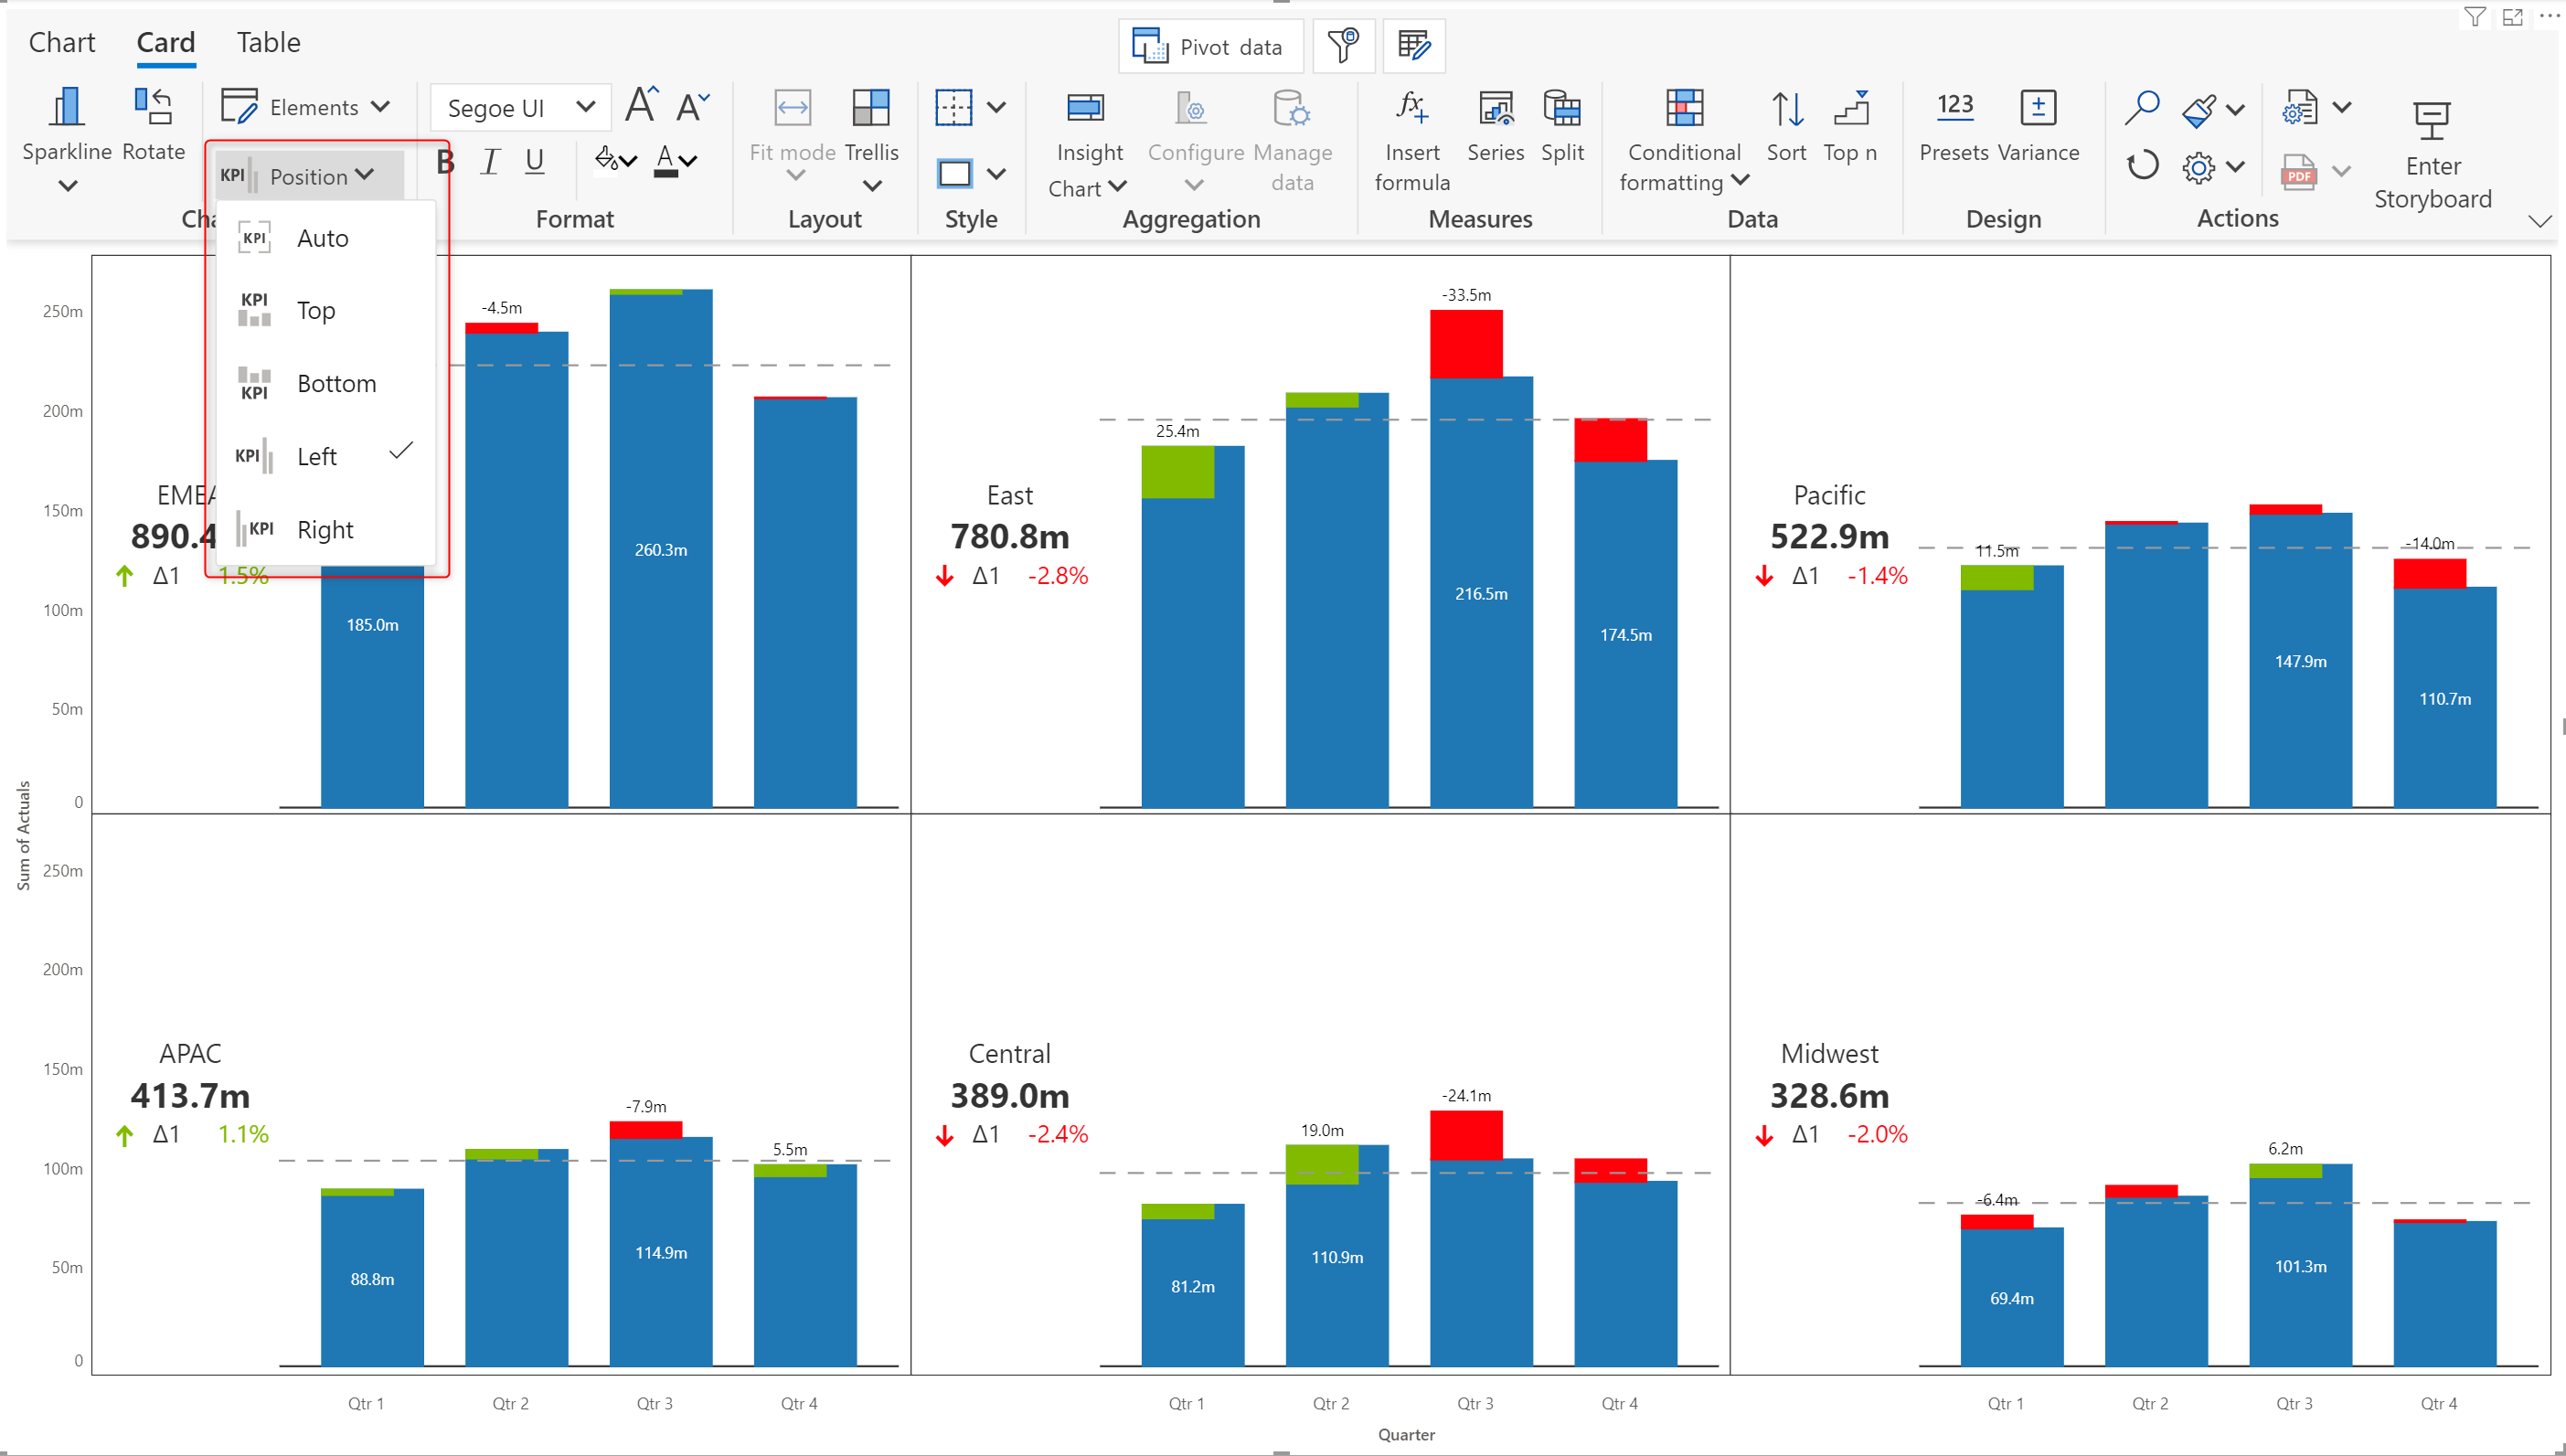 Chart Card Table
Pivot data
Sparkline Rotate
Elements
KPI Position
Segoe UI A A
B I U A
Fit mode Trellis
Insight Chart
Configure
Manage data
fx Insert formula
Series Split
Conditional formatting
Sort Top n
123 Presets
Variance
PDF
Enter Storyboard
Cha Format Layout Style Aggregation Measures Data Design Actions
KPI Auto
KPI Top
KPI Bottom
KPI Left
KPI Right
Sum of Actuals
250m
200m
150m
100m
50m
0
EMEA
890.4
Δ1 1.5%
-4.5m
185.0m
260.3m
East
780.8m
Δ1 -2.8%
25.4m
-33.5m
216.5m
174.5m
Pacific
522.9m
Δ1 -1.4%
11.5m
-14.0m
147.9m
110.7m
250m
200m
150m
100m
50m
0
APAC
413.7m
Δ1 1.1%
-7.9m
5.5m
88.8m
114.9m
Central
389.0m
Δ1 -2.4%
19.0m
-24.1m
81.2m
110.9m
Midwest
328.6m
Δ1 -2.0%
-6.4m
6.2m
69.4m
101.3m
Qtr 1 Qtr 2 Qtr 3 Qtr 4
Qtr 1 Qtr 2 Qtr 3 Qtr 4
Qtr 1 Qtr 2 Qtr 3 Qtr 4
Quarter